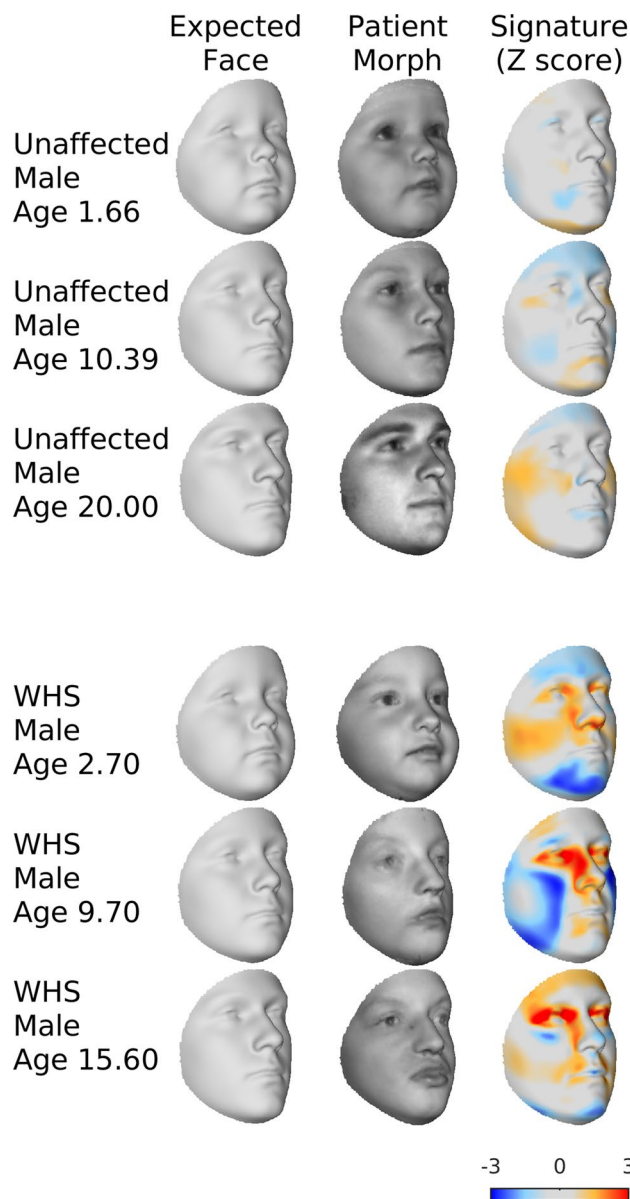 Expected Face
Patient Morph
Signature (Z score)
Unaffected
Male
Age 1.66
Unaffected
Male
Age 10.39
Unaffected
Male
Age 20.00
WHS
Male
Age 2.70
WHS
Male
Age 9.70
WHS
Male
Age 15.60
-3 0 3